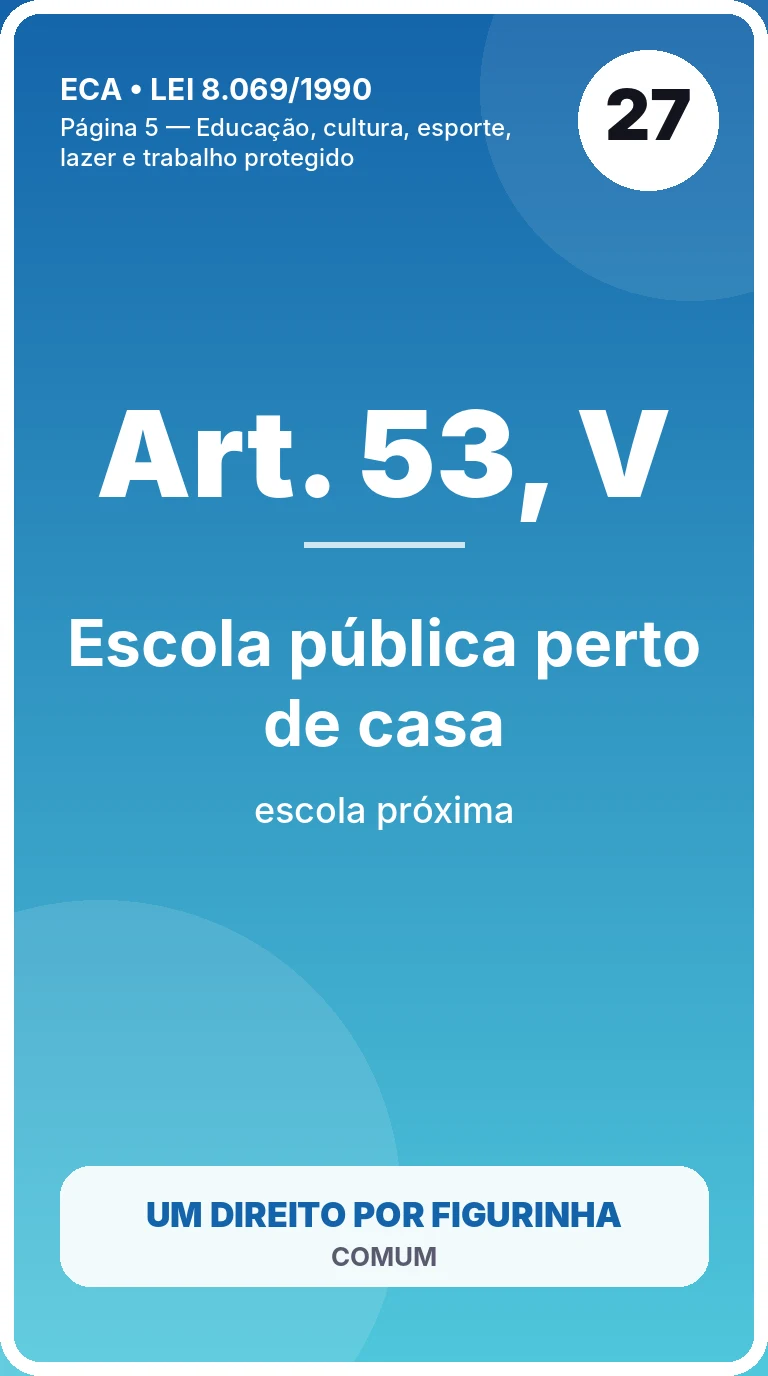 ECA • LEI 8.069/1990
Página 5 — Educação, cultura, esporte,
lazer e trabalho protegido
27
Art. 53, V
Escola pública perto
de casa
escola próxima
UM DIREITO POR FIGURINHA
COMUM